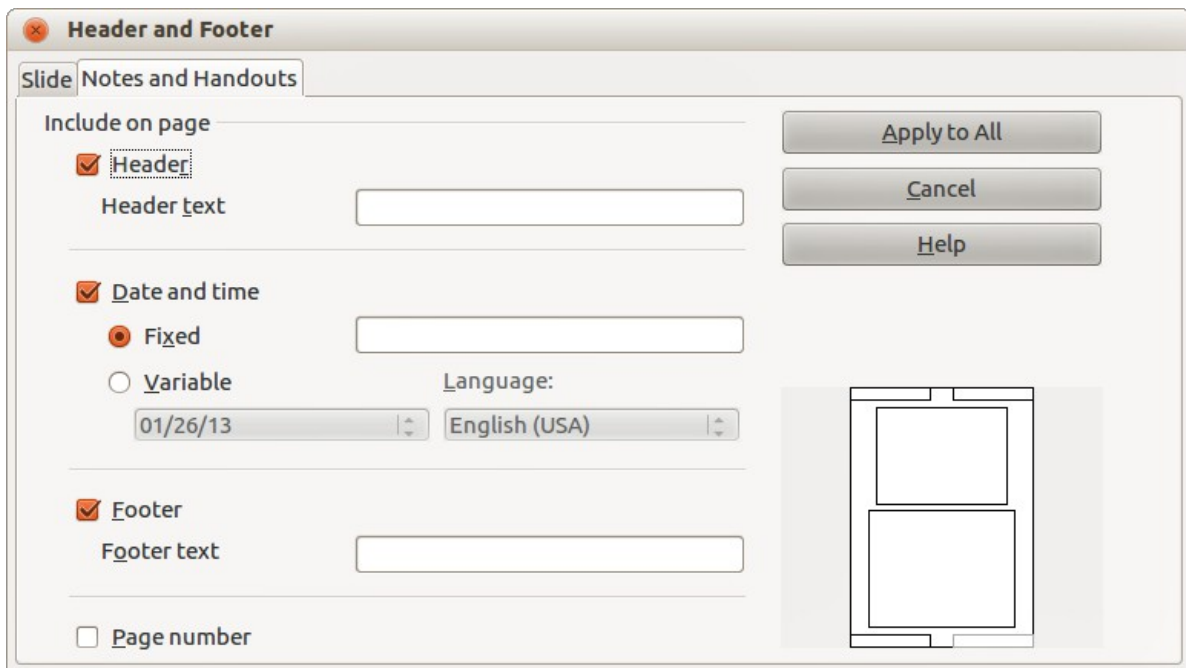 Header and Footer
Slide Notes and Handouts
Include on page
Header
Header text
Date and time
Fixed
Variable Language:
01/26/13 English (USA)
Footer
Footer text
Page number
Apply to All
Cancel
Help